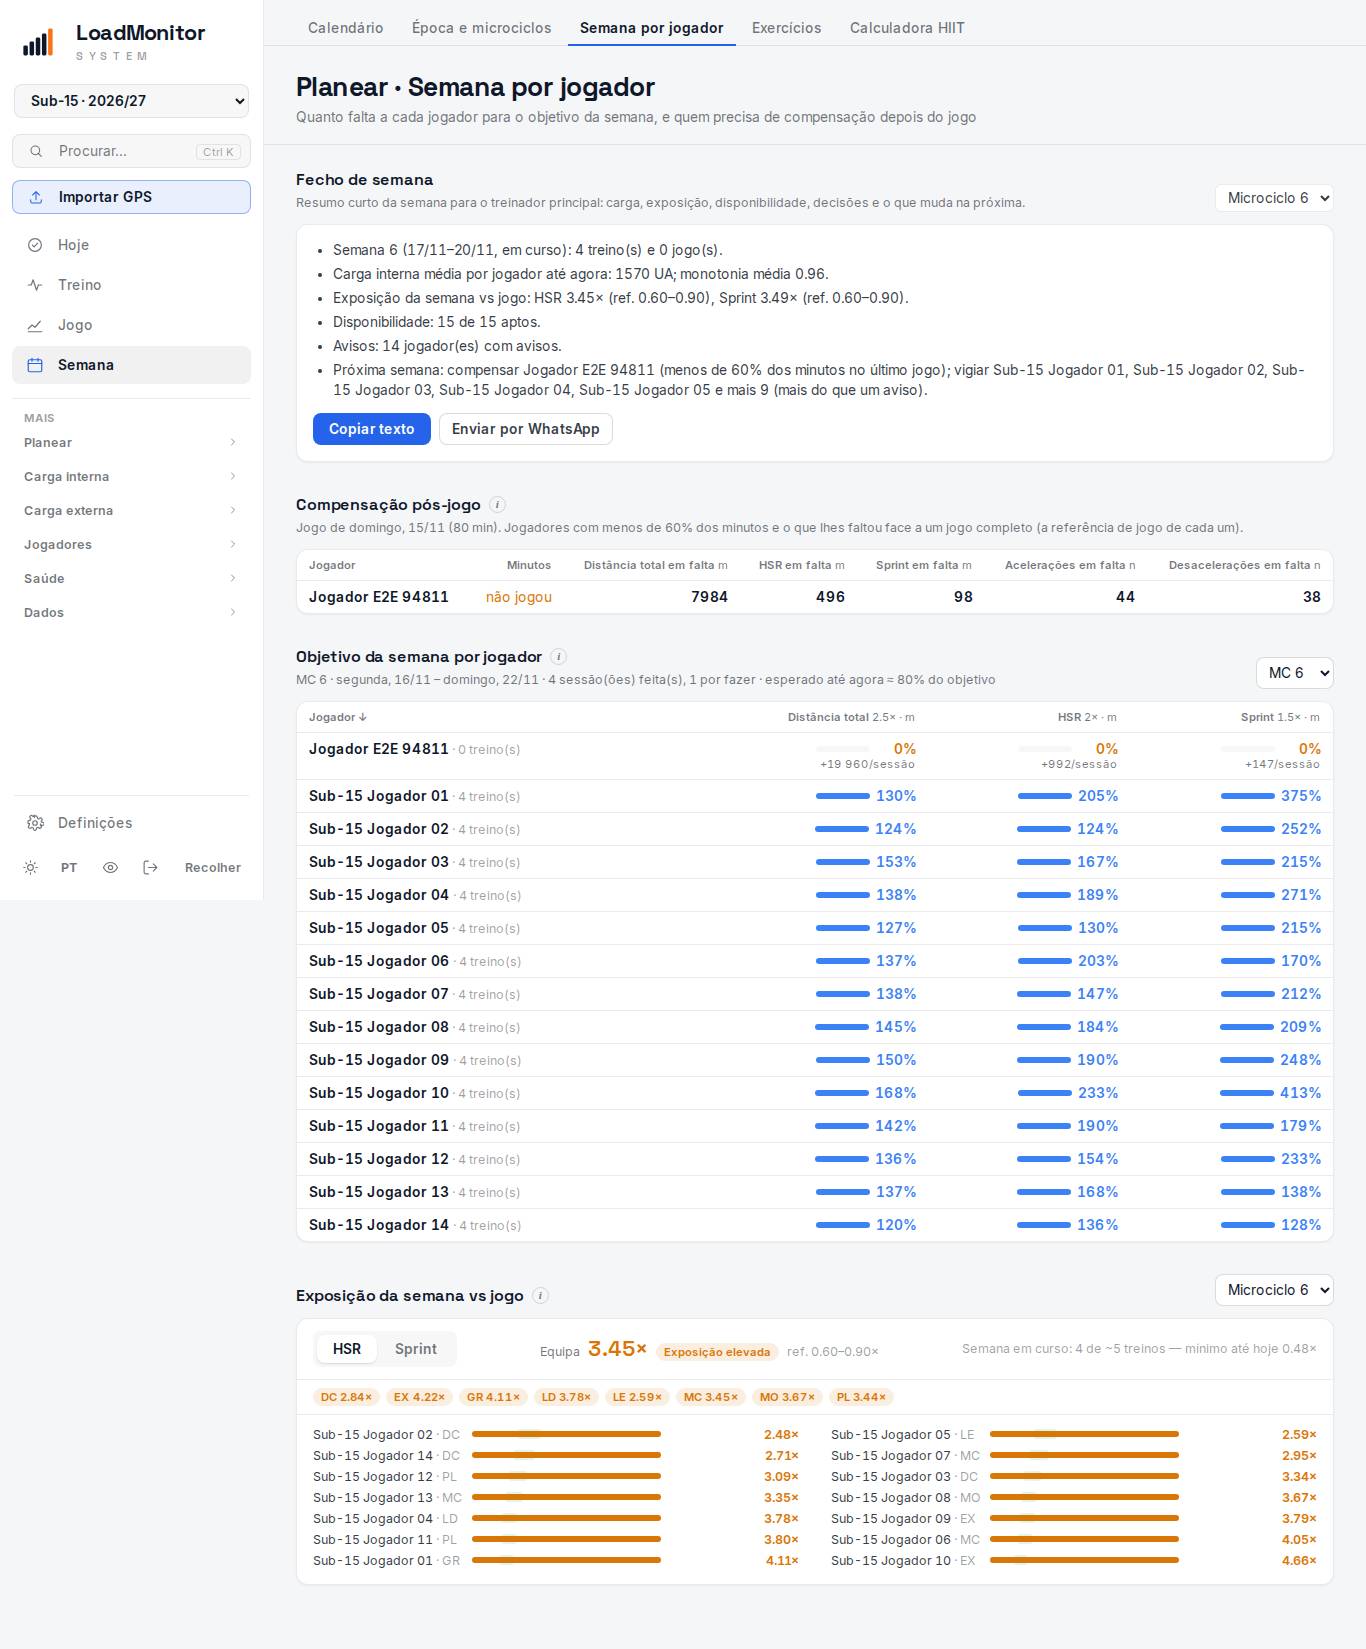 LoadMonitor
SYSTEM
Sub-15 · 2026/27
Procurar...
Ctrl K
Importar GPS
Hoje
Treino
Jogo
Semana
MAIS
Planear
Carga interna
Carga externa
Jogadores
Saúde
Dados
Definições
PT
Recolher
Calendário
Época e microciclos
Semana por jogador
Exercícios
Calculadora HIIT
Planear · Semana por jogador
Quanto falta a cada jogador para o objetivo da semana, e quem precisa de compensação depois do jogo
Fecho de semana
Resumo curto da semana para o treinador principal: carga, exposição, disponibilidade, decisões e o que muda na próxima.
Microciclo 6
• Semana 6 (17/11–20/11, em curso): 4 treino(s) e 0 jogo(s).
• Carga interna média por jogador até agora: 1570 UA; monotonia média 0.96.
• Exposição da semana vs jogo: HSR 3.45× (ref. 0.60–0.90), Sprint 3.49× (ref. 0.60–0.90).
• Disponibilidade: 15 de 15 aptos.
• Avisos: 14 jogador(es) com avisos.
• Próxima semana: compensar Jogador E2E 94811 (menos de 60% dos minutos no último jogo); vigiar Sub-15 Jogador 01, Sub-15 Jogador 02, Sub-
15 Jogador 03, Sub-15 Jogador 04, Sub-15 Jogador 05 e mais 9 (mais do que um aviso).
Copiar texto
Enviar por WhatsApp
Compensação pós-jogo i
Jogo de domingo, 15/11 (80 min). Jogadores com menos de 60% dos minutos e o que lhes faltou face a um jogo completo (a referência de jogo de cada um).
Jogador Minutos Distância total em falta m HSR em falta m Sprint em falta m Acelerações em falta n Desacelerações em falta n
Jogador E2E 94811 não jogou 7984 496 98 44 38
Objetivo da semana por jogador i
MC 6 · segunda, 16/11 – domingo, 22/11 · 4 sessão(ões) feita(s), 1 por fazer · esperado até agora ≈ 80% do objetivo
MC 6
Jogador ↓ Distância total 2.5× · m HSR 2× · m Sprint 1.5× · m
Jogador E2E 94811 · 0 treino(s) 0% 0% 0%
+19 960/sessão +992/sessão +147/sessão
Sub-15 Jogador 01 · 4 treino(s) 130% 205% 375%
Sub-15 Jogador 02 · 4 treino(s) 124% 124% 252%
Sub-15 Jogador 03 · 4 treino(s) 153% 167% 215%
Sub-15 Jogador 04 · 4 treino(s) 138% 189% 271%
Sub-15 Jogador 05 · 4 treino(s) 127% 130% 215%
Sub-15 Jogador 06 · 4 treino(s) 137% 203% 170%
Sub-15 Jogador 07 · 4 treino(s) 138% 147% 212%
Sub-15 Jogador 08 · 4 treino(s) 145% 184% 209%
Sub-15 Jogador 09 · 4 treino(s) 150% 190% 248%
Sub-15 Jogador 10 · 4 treino(s) 168% 233% 413%
Sub-15 Jogador 11 · 4 treino(s) 142% 190% 179%
Sub-15 Jogador 12 · 4 treino(s) 136% 154% 233%
Sub-15 Jogador 13 · 4 treino(s) 137% 168% 138%
Sub-15 Jogador 14 · 4 treino(s) 120% 136% 128%
Exposição da semana vs jogo i
Microciclo 6
HSR Sprint Equipa 3.45× Exposição elevada ref. 0.60–0.90× Semana em curso: 4 de ~5 treinos — mínimo até hoje 0.48×
DC 2.84× EX 4.22× GR 4.11× LD 3.78× LE 2.59× MC 3.45× MO 3.67× PL 3.44×
Sub-15 Jogador 02 · DC 2.48× Sub-15 Jogador 05 · LE 2.59×
Sub-15 Jogador 14 · DC 2.71× Sub-15 Jogador 07 · MC 2.95×
Sub-15 Jogador 12 · PL 3.09× Sub-15 Jogador 03 · DC 3.34×
Sub-15 Jogador 13 · MC 3.35× Sub-15 Jogador 08 · MO 3.67×
Sub-15 Jogador 04 · LD 3.78× Sub-15 Jogador 09 · EX 3.79×
Sub-15 Jogador 11 · PL 3.80× Sub-15 Jogador 06 · MC 4.05×
Sub-15 Jogador 01 · GR 4.11× Sub-15 Jogador 10 · EX 4.66×